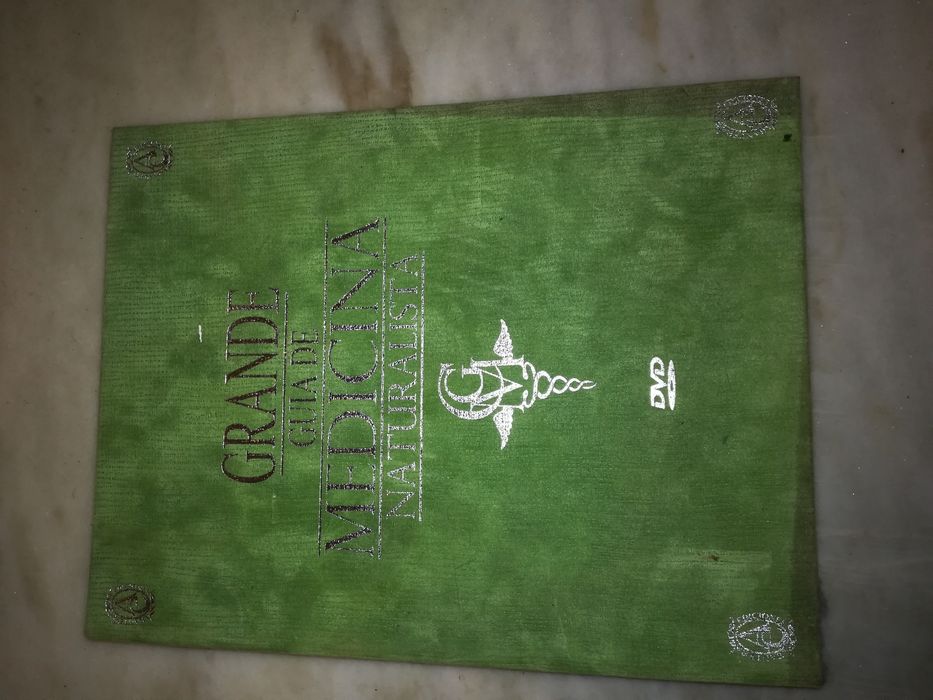 GRANDE
GUIA DE
MEDICINA
NATURALISTA
DVD